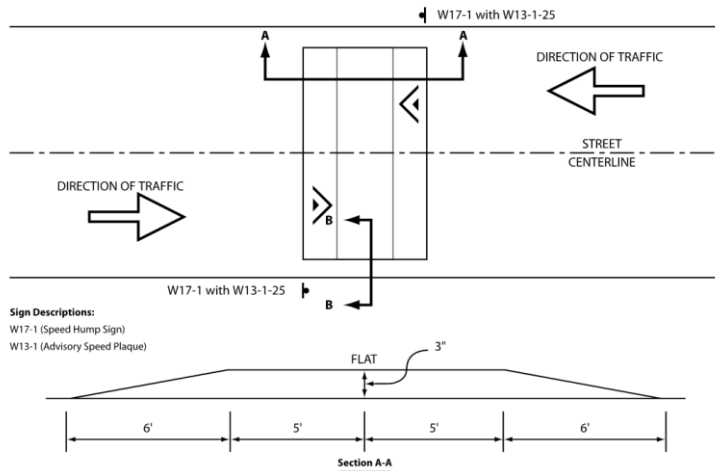 W17-1 with W13-1-25
A
A
DIRECTION OF TRAFFIC
STREET
CENTERLINE
DIRECTION OF TRAFFIC
B
W17-1 with W13-1-25
B
Sign Descriptions:
W17-1 (Speed Hump Sign)
W13-1 (Advisory Speed Plaque)
FLAT
3"
6'
5'
5'
6'
Section A-A